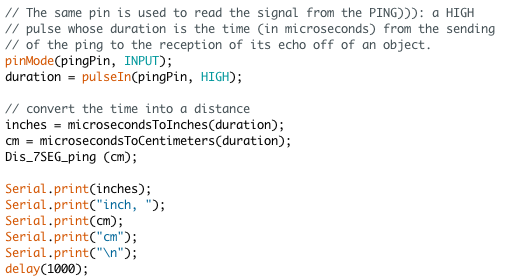 // The same pin is used to read the signal from the PING))): a HIGH
// pulse whose duration is the time (in microseconds) from the sending
// of the ping to the reception of its echo off of an object.
pinMode(pingPin, INPUT);
duration = pulseIn(pingPin, HIGH);
// convert the time into a distance
inches = microsecondsToInches(duration);
cm = microsecondsToCentimeters(duration);
Dis_7SEG_ping (cm);
Serial.print(inches);
Serial.print("inch, ");
Serial.print(cm);
Serial.print("cm");
Serial.print("\n");
delay(1000);